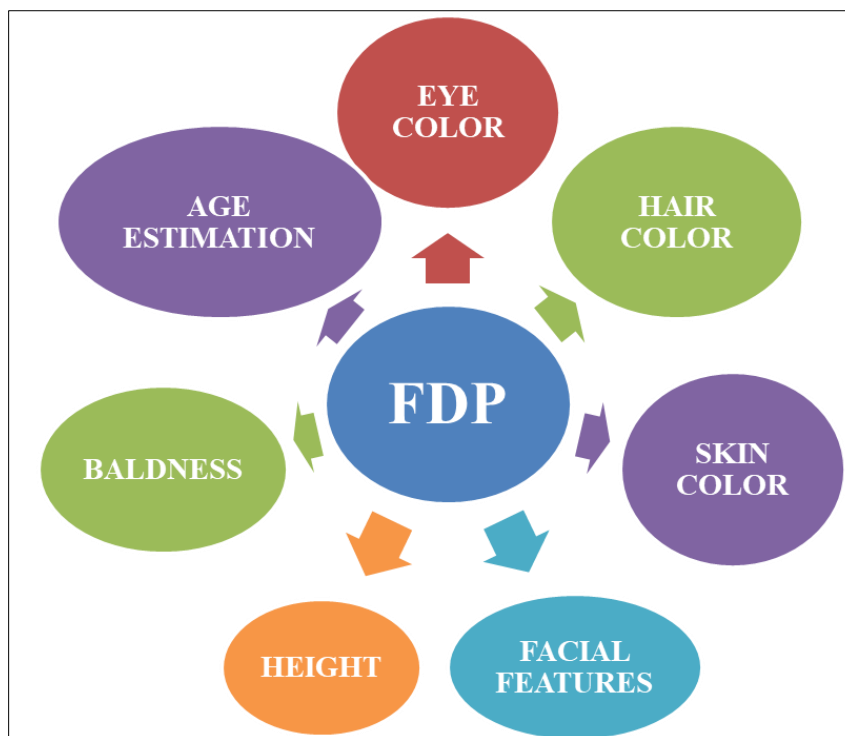 EYE
COLOR
AGE
ESTIMATION
HAIR
COLOR
FDP
BALDNESS
SKIN
COLOR
HEIGHT
FACIAL
FEATURES